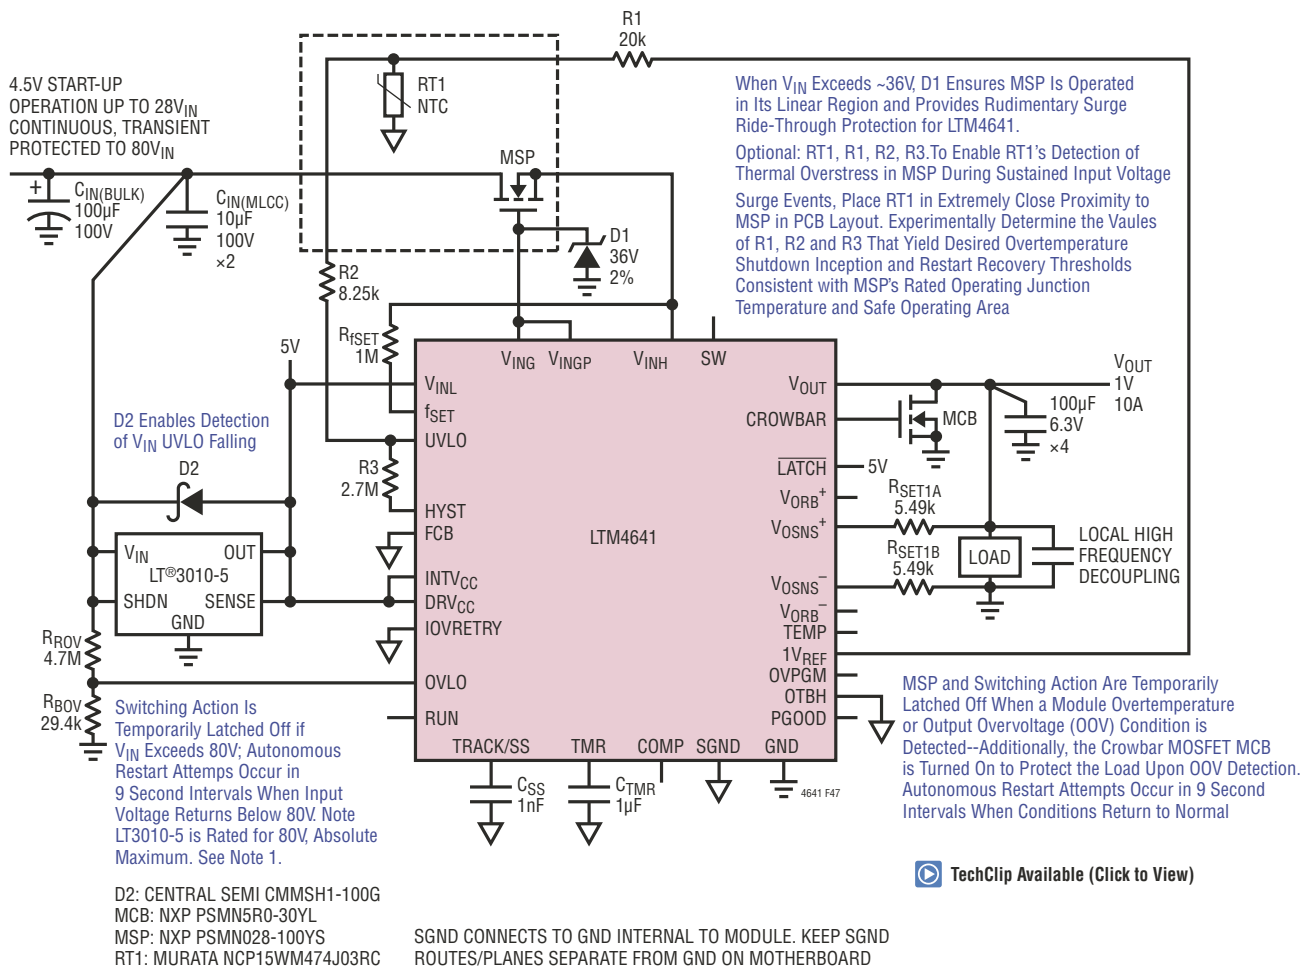 R1
20k
4.5V START-UP
OPERATION UP TO 28VIN
CONTINUOUS, TRANSIENT
PROTECTED TO 80VIN
RT1
NTC
MSP
+
CIN(BULK)
100µF
100V
CIN(MLCC)
10µF
100V
×2
D1
36V
2%
R2
8.25k
When VIN Exceeds ~36V, D1 Ensures MSP Is Operated
in Its Linear Region and Provides Rudimentary Surge
Ride-Through Protection for LTM4641.
Optional: RT1, R1, R2, R3.To Enable RT1's Detection of
Thermal Overstress in MSP During Sustained Input Voltage
Surge Events, Place RT1 in Extremely Close Proximity to
MSP in PCB Layout. Experimentally Determine the Vaules
of R1, R2 and R3 That Yield Desired Overtemperature
Shutdown Inception and Restart Recovery Thresholds
Consistent with MSP's Rated Operating Junction
Temperature and Safe Operating Area
RfSET
1M
5V
VING
VINGP
VINH
SW
VINL
fSET
UVLO
HYST
FCB
INTVCC
DRVCC
IOVRETRY
OVLO
RUN
LTM4641
VOUT
CROWBAR
LATCH
VORB+
VOSNS+
VOSNS–
VORB–
TEMP
1VREF
OVPGM
OTBH
PGOOD
TRACK/SS
TMR
COMP
SGND
GND
R3
2.7M
D2 Enables Detection
of VIN UVLO Falling
D2
VIN
OUT
LT®3010-5
SHDN
SENSE
GND
RROV
4.7M
RBOV
29.4k
Switching Action Is
Temporarily Latched Off if
VIN Exceeds 80V; Autonomous
Restart Attemps Occur in
9 Second Intervals When Input
Voltage Returns Below 80V. Note
LT3010-5 is Rated for 80V, Absolute
Maximum. See Note 1.
CSS
1nF
CTMR
1µF
4641 F47
VOUT
1V
10A
MCB
100µF
6.3V
×4
5V
RSET1A
5.49k
RSET1B
5.49k
LOAD
LOCAL HIGH
FREQUENCY
DECOUPLING
MSP and Switching Action Are Temporarily
Latched Off When a Module Overtemperature
or Output Overvoltage (OOV) Condition is
Detected--Additionally, the Crowbar MOSFET MCB
is Turned On to Protect the Load Upon OOV Detection.
Autonomous Restart Attempts Occur in 9 Second
Intervals When Conditions Return to Normal
TechClip Available (Click to View)
D2: CENTRAL SEMI CMMSH1-100G
MCB: NXP PSMN5R0-30YL
MSP: NXP PSMN028-100YS
RT1: MURATA NCP15WM474J03RC
SGND CONNECTS TO GND INTERNAL TO MODULE. KEEP SGND
ROUTES/PLANES SEPARATE FROM GND ON MOTHERBOARD